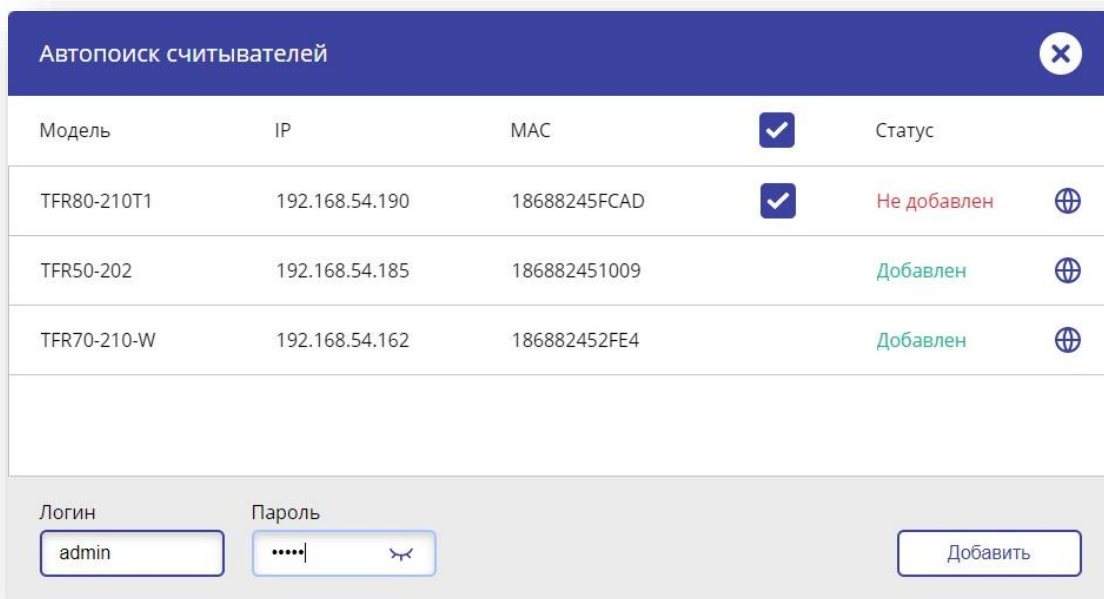 Автопоиск считывателей
Модель IP MAC Статус
TFR80-210T1 192.168.54.190 18688245FCAD Не добавлен
TFR50-202 192.168.54.185 186882451009 Добавлен
TFR70-210-W 192.168.54.162 186882452FE4 Добавлен
Логин Пароль
admin •••••
Добавить